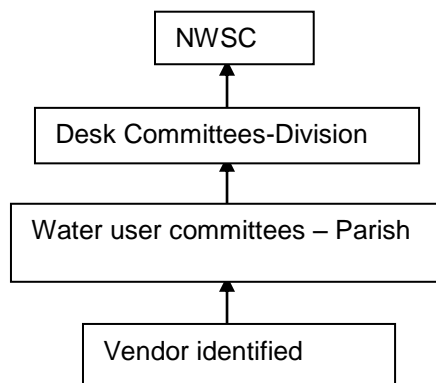 NWSC
Desk Committees-Division
Water user committees – Parish
Vendor identified